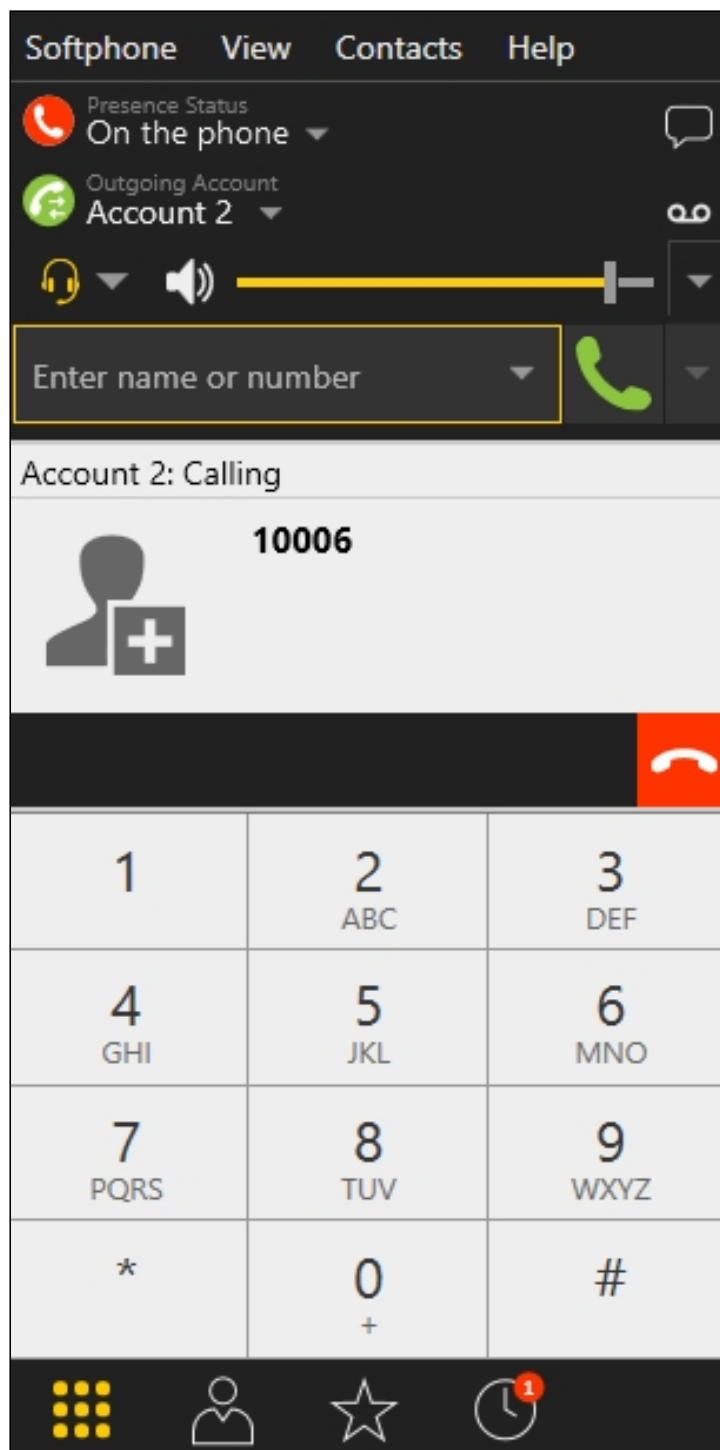 Softphone View Contacts Help
Presence Status
On the phone
Outgoing Account
Account 2
Enter name or number
Account 2: Calling
10006
1 2 3
ABC DEF
4 5 6
GHI JKL MNO
7 8 9
PQRS TUV WXYZ
* 0 #
+
1